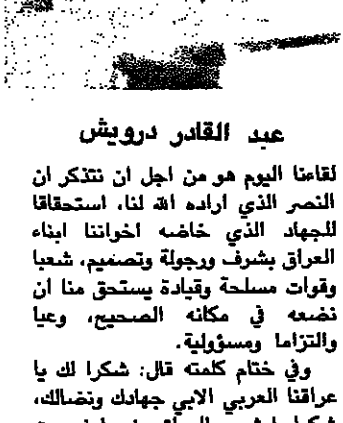 عبد القادر درويش
لقاءنا اليوم هو من اجل ان نتذكر ان
النصر الذي اراده الله لنا، استحقاقا
للجهاد الذي خاضه اخواننا ابناء
العراق بشرف ورجولة وتصميم، شعبا
وقوات مسلحة وقيادة يستحق منا ان
نضعه في مكانه الصحيح، وعيا
والتزاما ومسؤولية.
وفي ختام كلمته قال: شكرا لك يا
عراقنا العربي الابي جهادك ونضالك،